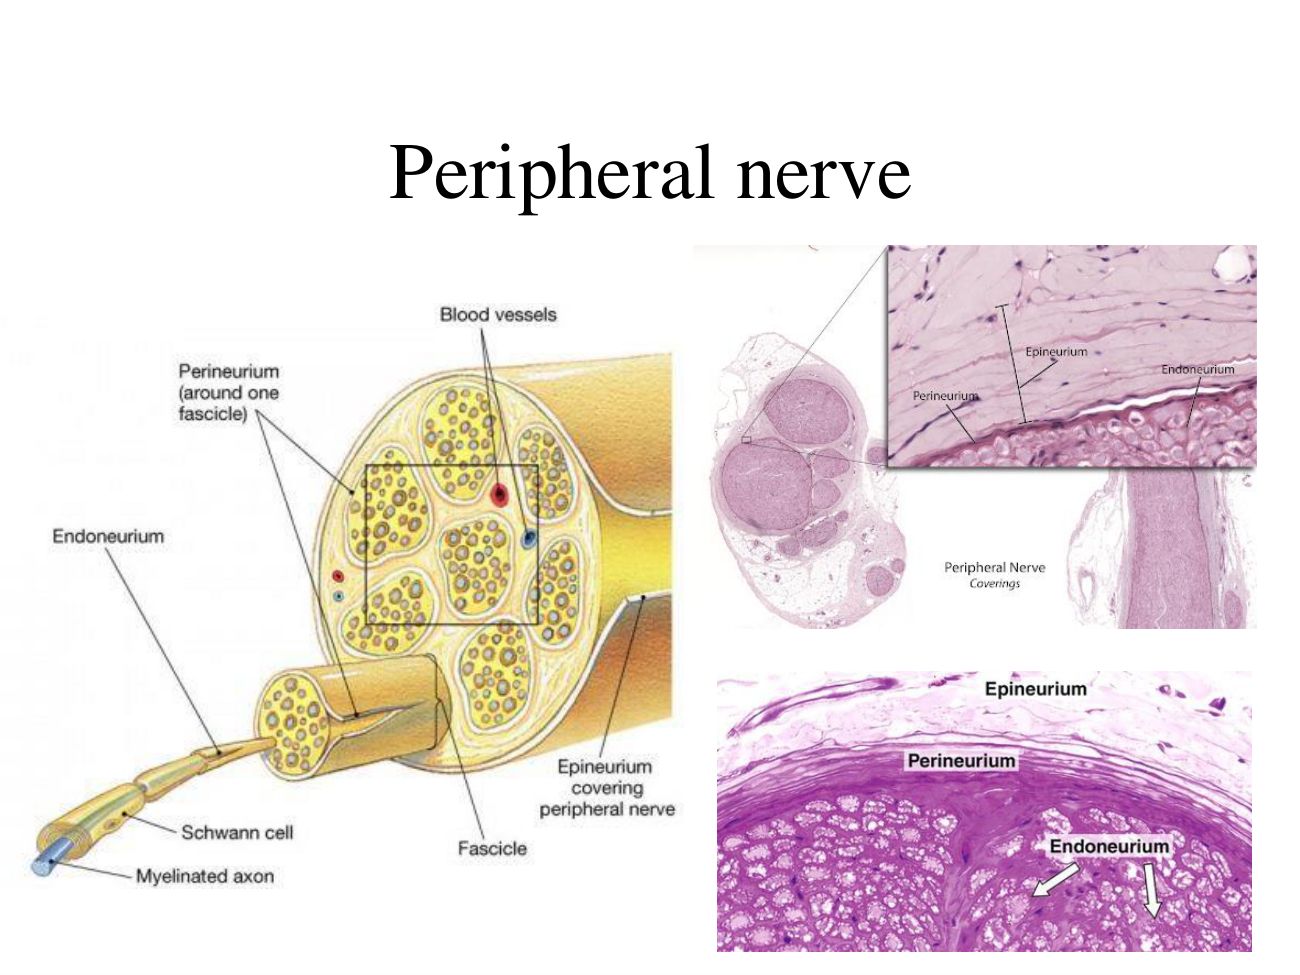 Peripheral nerve
Blood vessels
Perineurium
(around one
fascicle)
Endoneurium
Epineurium
covering
peripheral nerve
Schwann cell
Fascicle
Myelinated axon
Epineurium
Endoneurium
Perineurium
Peripheral Nerve
Coverings
Epineurium
Perineurium
Endoneurium